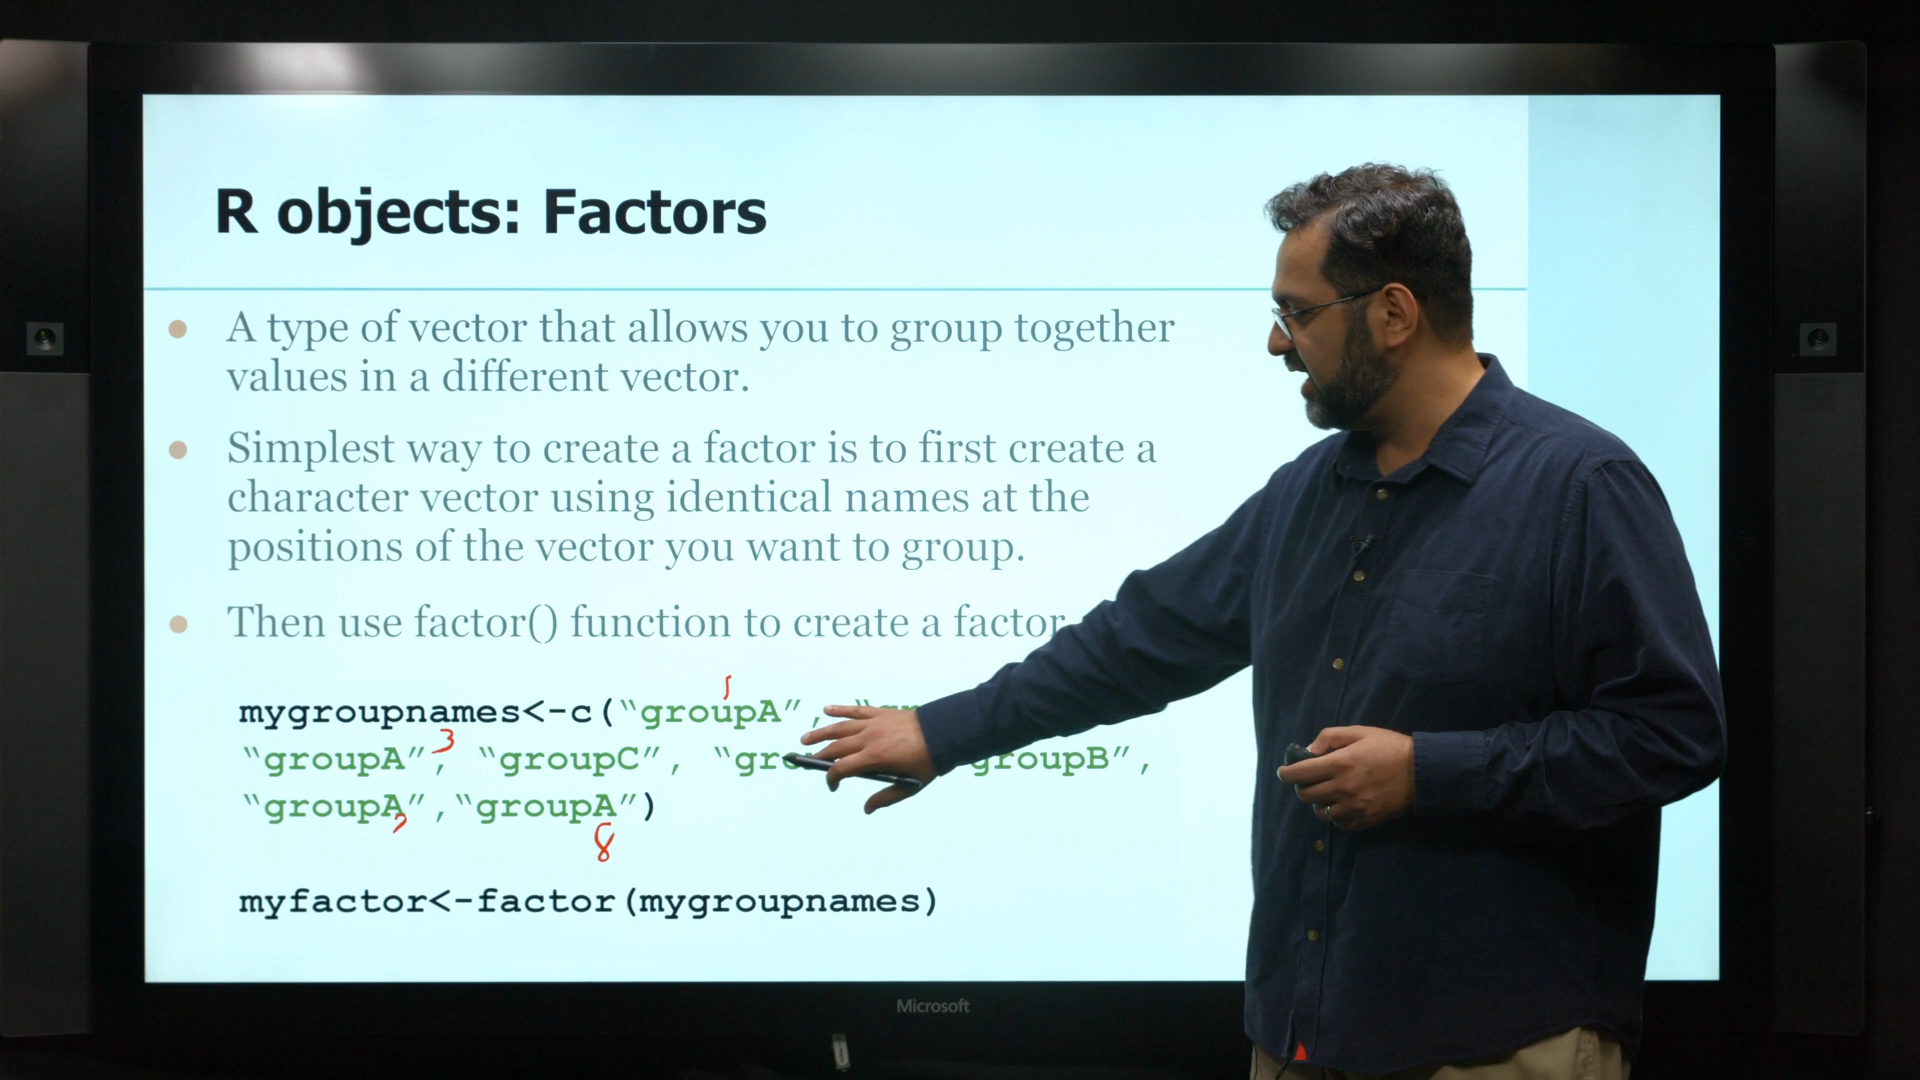 R objects: Factors
• A type of vector that allows you to group together
values in a different vector.
• Simplest way to create a factor is to first create a
character vector using identical names at the
positions of the vector you want to group.
• Then use factor() function to create a factor
1
mygroupnames<-c(“groupA”,
3
“groupA”, “groupC”, groupB”,
“groupA”,“groupA”)
7
8
myfactor<-factor(mygroupnames)
Microsoft